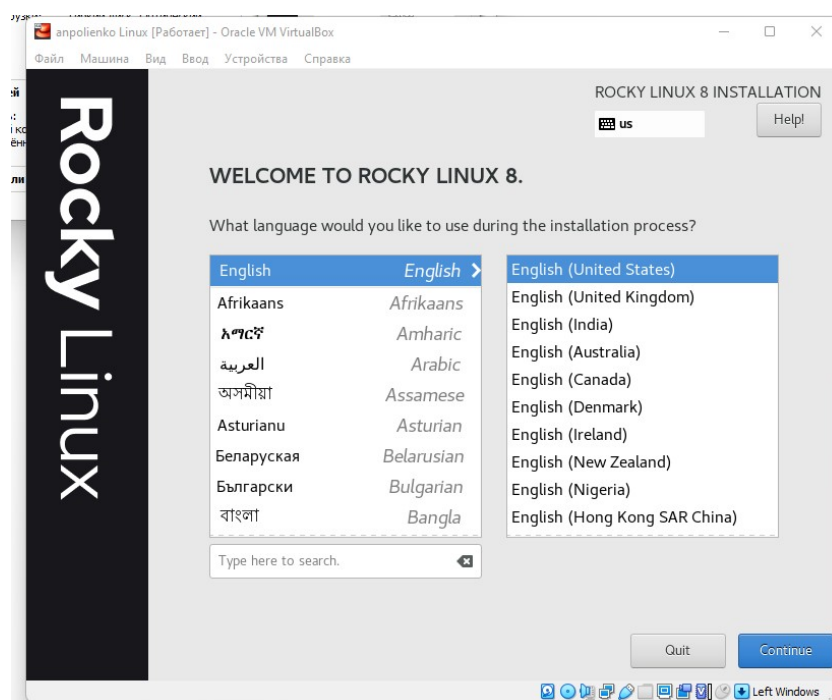 anpolienko Linux [Работает] - Oracle VM VirtualBox
Файл Машина Вид Ввод Устройства Справка
Rocky Linux
ROCKY LINUX 8 INSTALLATION
us
Help!
WELCOME TO ROCKY LINUX 8.
What language would you like to use during the installation process?
English English
Afrikaans Afrikaans
አማርኛ Amharic
العربية Arabic
অসমীয়া Assamese
Asturianu Asturian
Беларуская Belarusian
Български Bulgarian
বাংলা Bangla
Type here to search.
English (United States)
English (United Kingdom)
English (India)
English (Australia)
English (Canada)
English (Denmark)
English (Ireland)
English (New Zealand)
English (Nigeria)
English (Hong Kong SAR China)
Quit
Continue
Left Windows